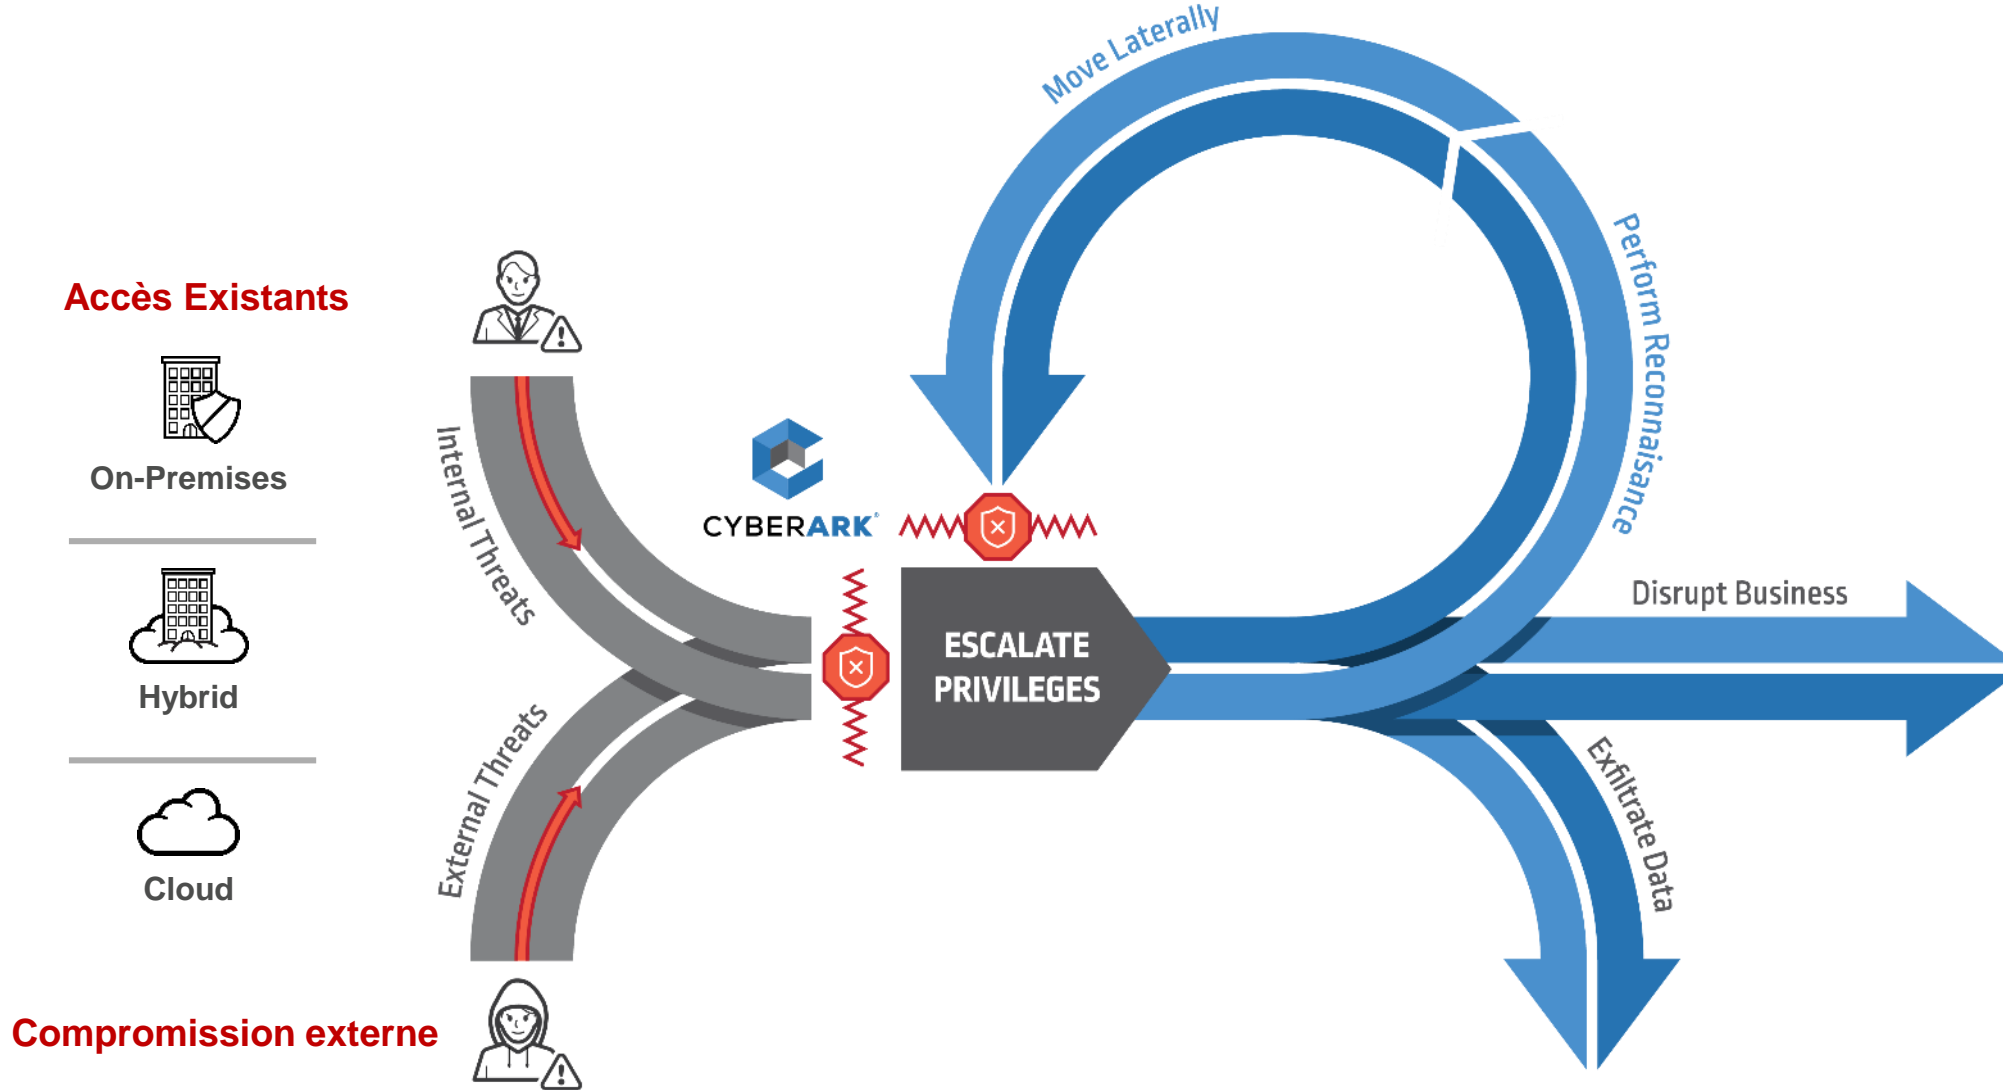 Accès Existants
On-Premises
Hybrid
Cloud
Compromission externe
Internal Threats
External Threats
CYBERARK®
ESCALATE
PRIVILEGES
Move Laterally
Perform Reconnaisance
Disrupt Business
Exfiltrate Data